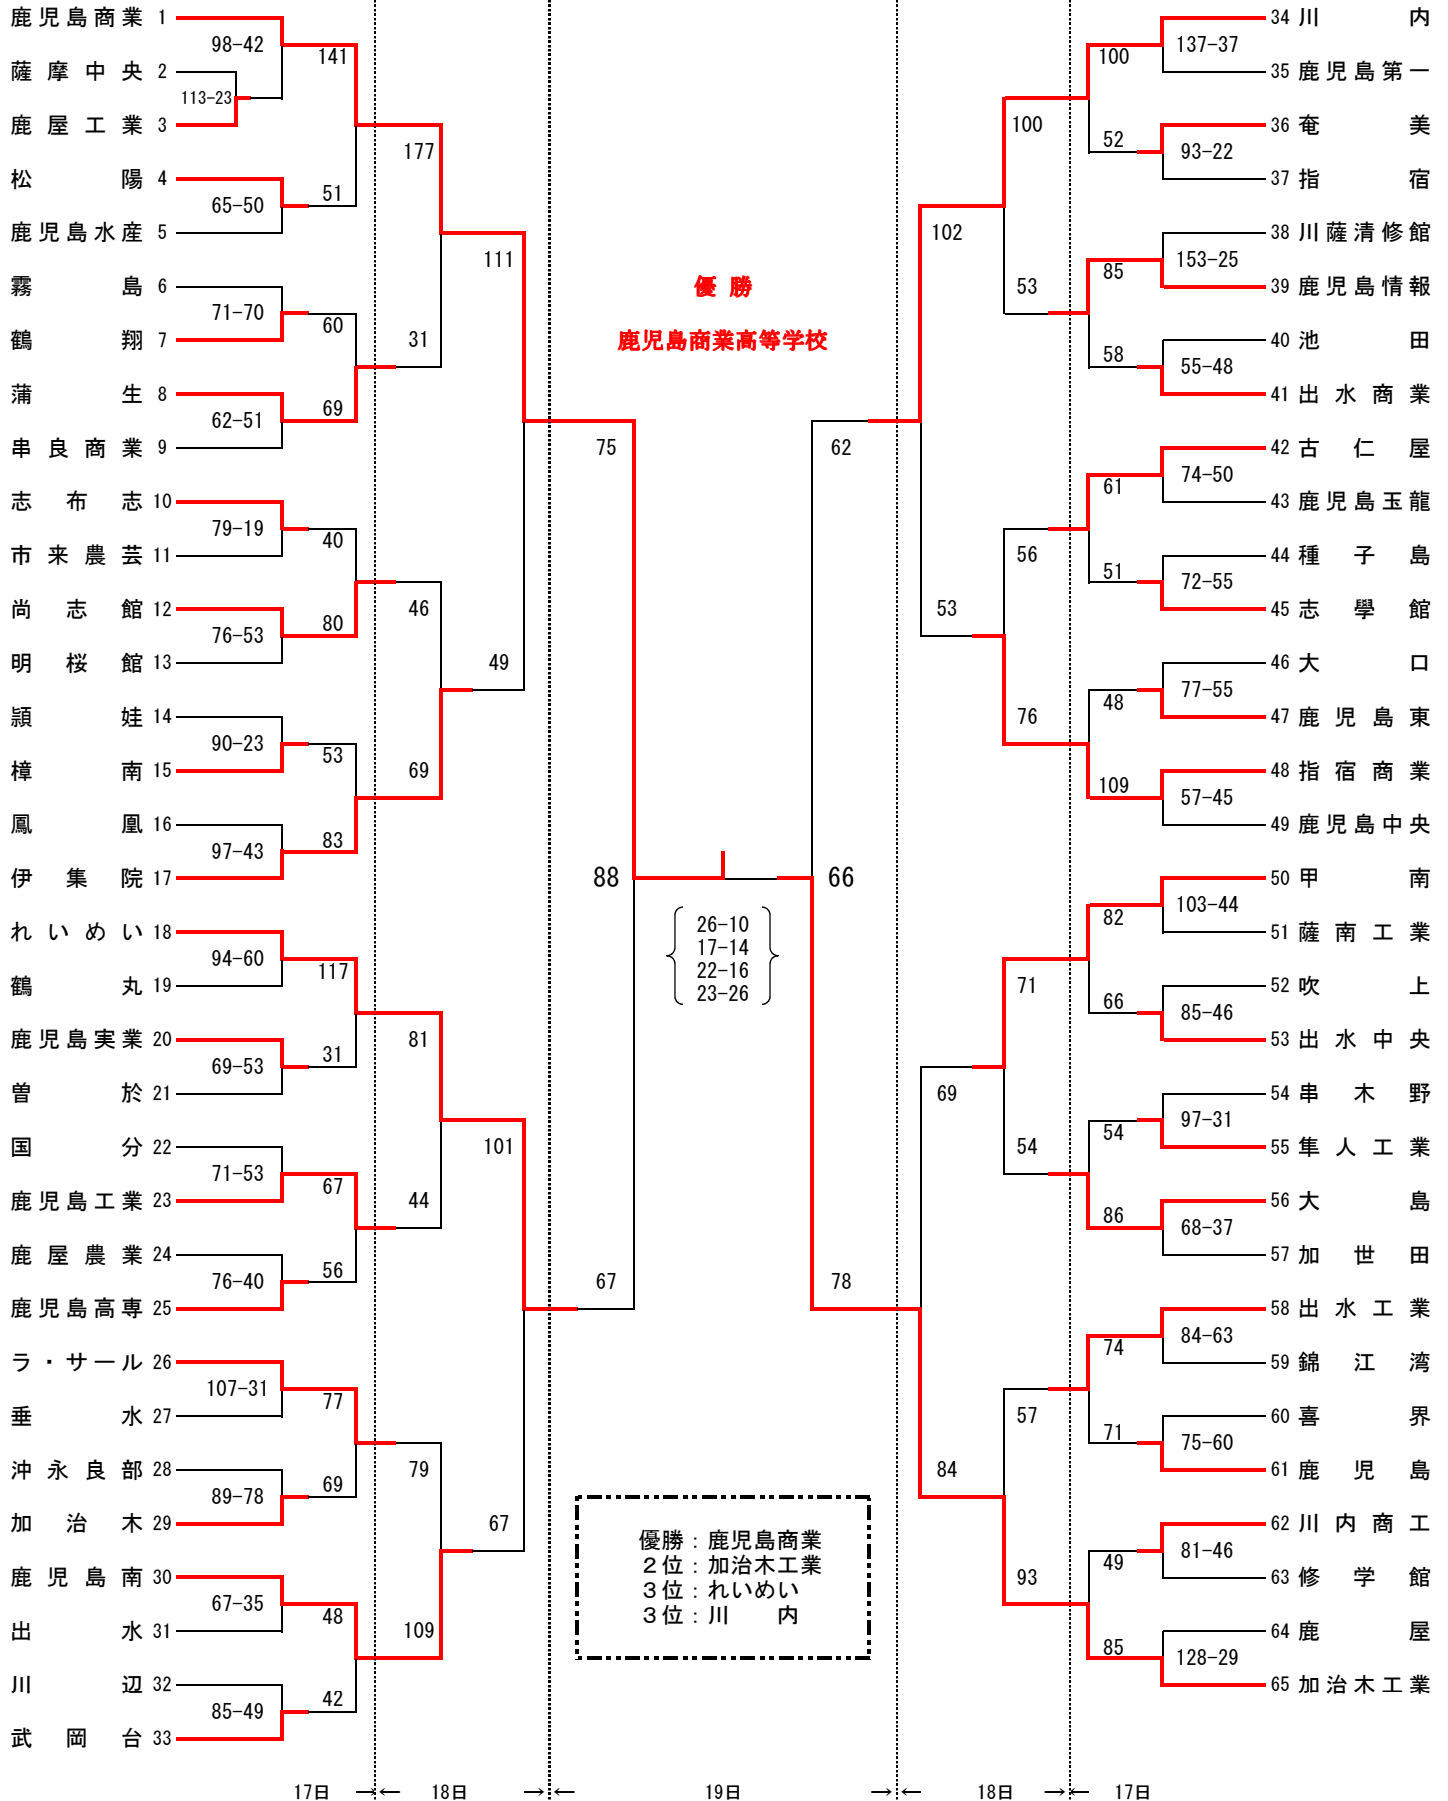 鹿児島商業 1
98-42
薩摩中央 2
113-23
鹿屋工業 3
141
松陽 4
65-50
鹿児島水産 5
51
177
霧島 6
71-70
鶴翔 7
60
蒲生 8
62-51
串良商業 9
69
31
111
志布志 10
79-19
市来農芸 11
40
尚志館 12
76-53
明桜館 13
80
46
頴娃 14
90-23
樟南 15
53
鳳凰 16
97-43
伊集院 17
83
69
49
75
れいめい 18
94-60
鶴丸 19
117
鹿児島実業 20
69-53
曽於 21
31
81
国分 22
71-53
鹿児島工業 23
67
鹿屋農業 24
76-40
鹿児島高専 25
56
44
101
ラ・サール 26
107-31
垂水 27
77
沖永良部 28
89-78
加治木 29
69
79
鹿児島南 30
67-35
出水 31
48
川辺 32
85-49
武岡台 33
42
109
67
67
優勝
鹿児島商業高等学校
88
66
26-10
17-14
22-16
23-26
優勝：鹿児島商業
２位：加治木工業
３位：れいめい
３位：川　内
34 川内
137-37
35 鹿児島第一
100
36 奄美
93-22
37 指宿
52
100
38 川薩清修館
153-25
39 鹿児島情報
85
40 池田
55-48
41 出水商業
58
53
102
42 古仁屋
74-50
43 鹿児島玉龍
61
44 種子島
72-55
45 志學館
51
56
46 大口
77-55
47 鹿児島東
48
48 指宿商業
57-45
49 鹿児島中央
109
76
53
62
50 甲南
103-44
51 薩南工業
82
52 吹上
85-46
53 出水中央
66
71
54 串木野
97-31
55 隼人工業
54
56 大島
68-37
57 加世田
86
54
69
58 出水工業
84-63
59 錦江湾
74
60 喜界
75-60
61 鹿児島
71
57
62 川内商工
81-46
63 修学館
49
64 鹿屋
128-29
65 加治木工業
85
93
84
78
17日 →← 18日 →← 19日 →← 18日 →← 17日